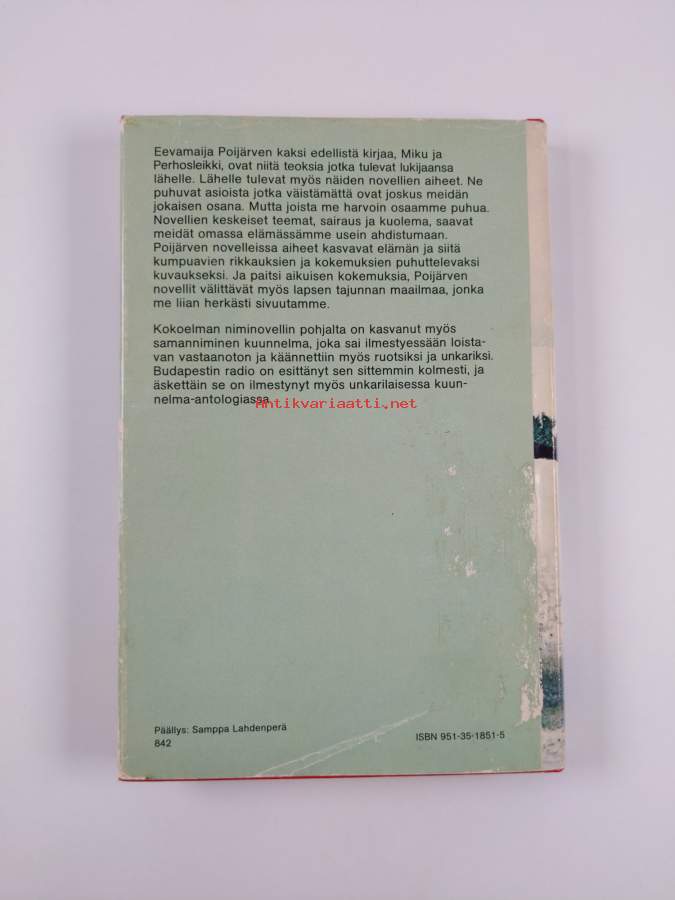 Eevamaija Poijärven kaksi edellistä kirjaa, Miku ja
Perhosleikki, ovat niitä teoksia jotka tulevat lukijaansa
lähelle. Lähelle tulevat myös näiden novellien aiheet. Ne
puhuvat asioista jotka väistämättä ovat joskus meidän
jokaisen osana. Mutta joista me harvoin osaamme puhua.
Novellien keskeiset teemat, sairaus ja kuolema, saavat
meidät omassa elämässämme usein ahdistumaan.
Poijärven novelleissa aiheet kasvavat elämän ja siitä
kumpuavien rikkauksien ja kokemuksien puhuttelevaksi
kuvaukseksi. Ja paitsi aikuisen kokemuksia, Poijärven
novellit välittävät myös lapsen tajunnan maailmaa, jonka
me liian herkästi sivuutamme.
Kokoelman niminovellin pohjalta on kasvanut myös
samanniminen kuunnelma, joka sai ilmestyessään loista-
van vastaanoton ja käännettiin myös ruotsiksi ja unkariksi.
Budapestin radio on esittänyt sen sittemmin kolmesti, ja
äskettäin se on ilmestynyt myös unkarilaisessa kuun-
nelma-antologiassa.
Antikvariaatti.net
Päällys: Samppa Lahdenperä
842
ISBN 951-35-1851-5